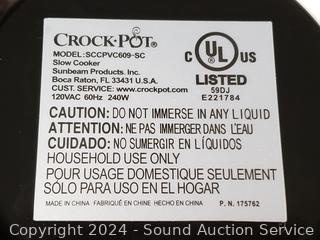 CROCK·POT®
MODEL: SCCPVC609-SC
Slow Cooker
Sunbeam Products, Inc.
Boca Raton, FL 33431 U.S.A.
CUST. SERVICE: www.crockpot.com
120VAC 60Hz 240W
C UL US ®
LISTED
59DJ
E221784
CAUTION: DO NOT IMMERSE IN ANY LIQUID
ATTENTION: NE PAS IMMERGER DANS L'EAU
CUIDADO: NO SUMERGIR EN LÍQUIDOS
HOUSEHOLD USE ONLY
POUR USAGE DOMESTIQUE SEULEMENT
SÓLO PARA USO EN EL HOGAR
MADE IN CHINA FABRIQUÉ EN CHINE HECHO EN CHINA P. N. 175762
Copyright 2024 - Sound Auction Service